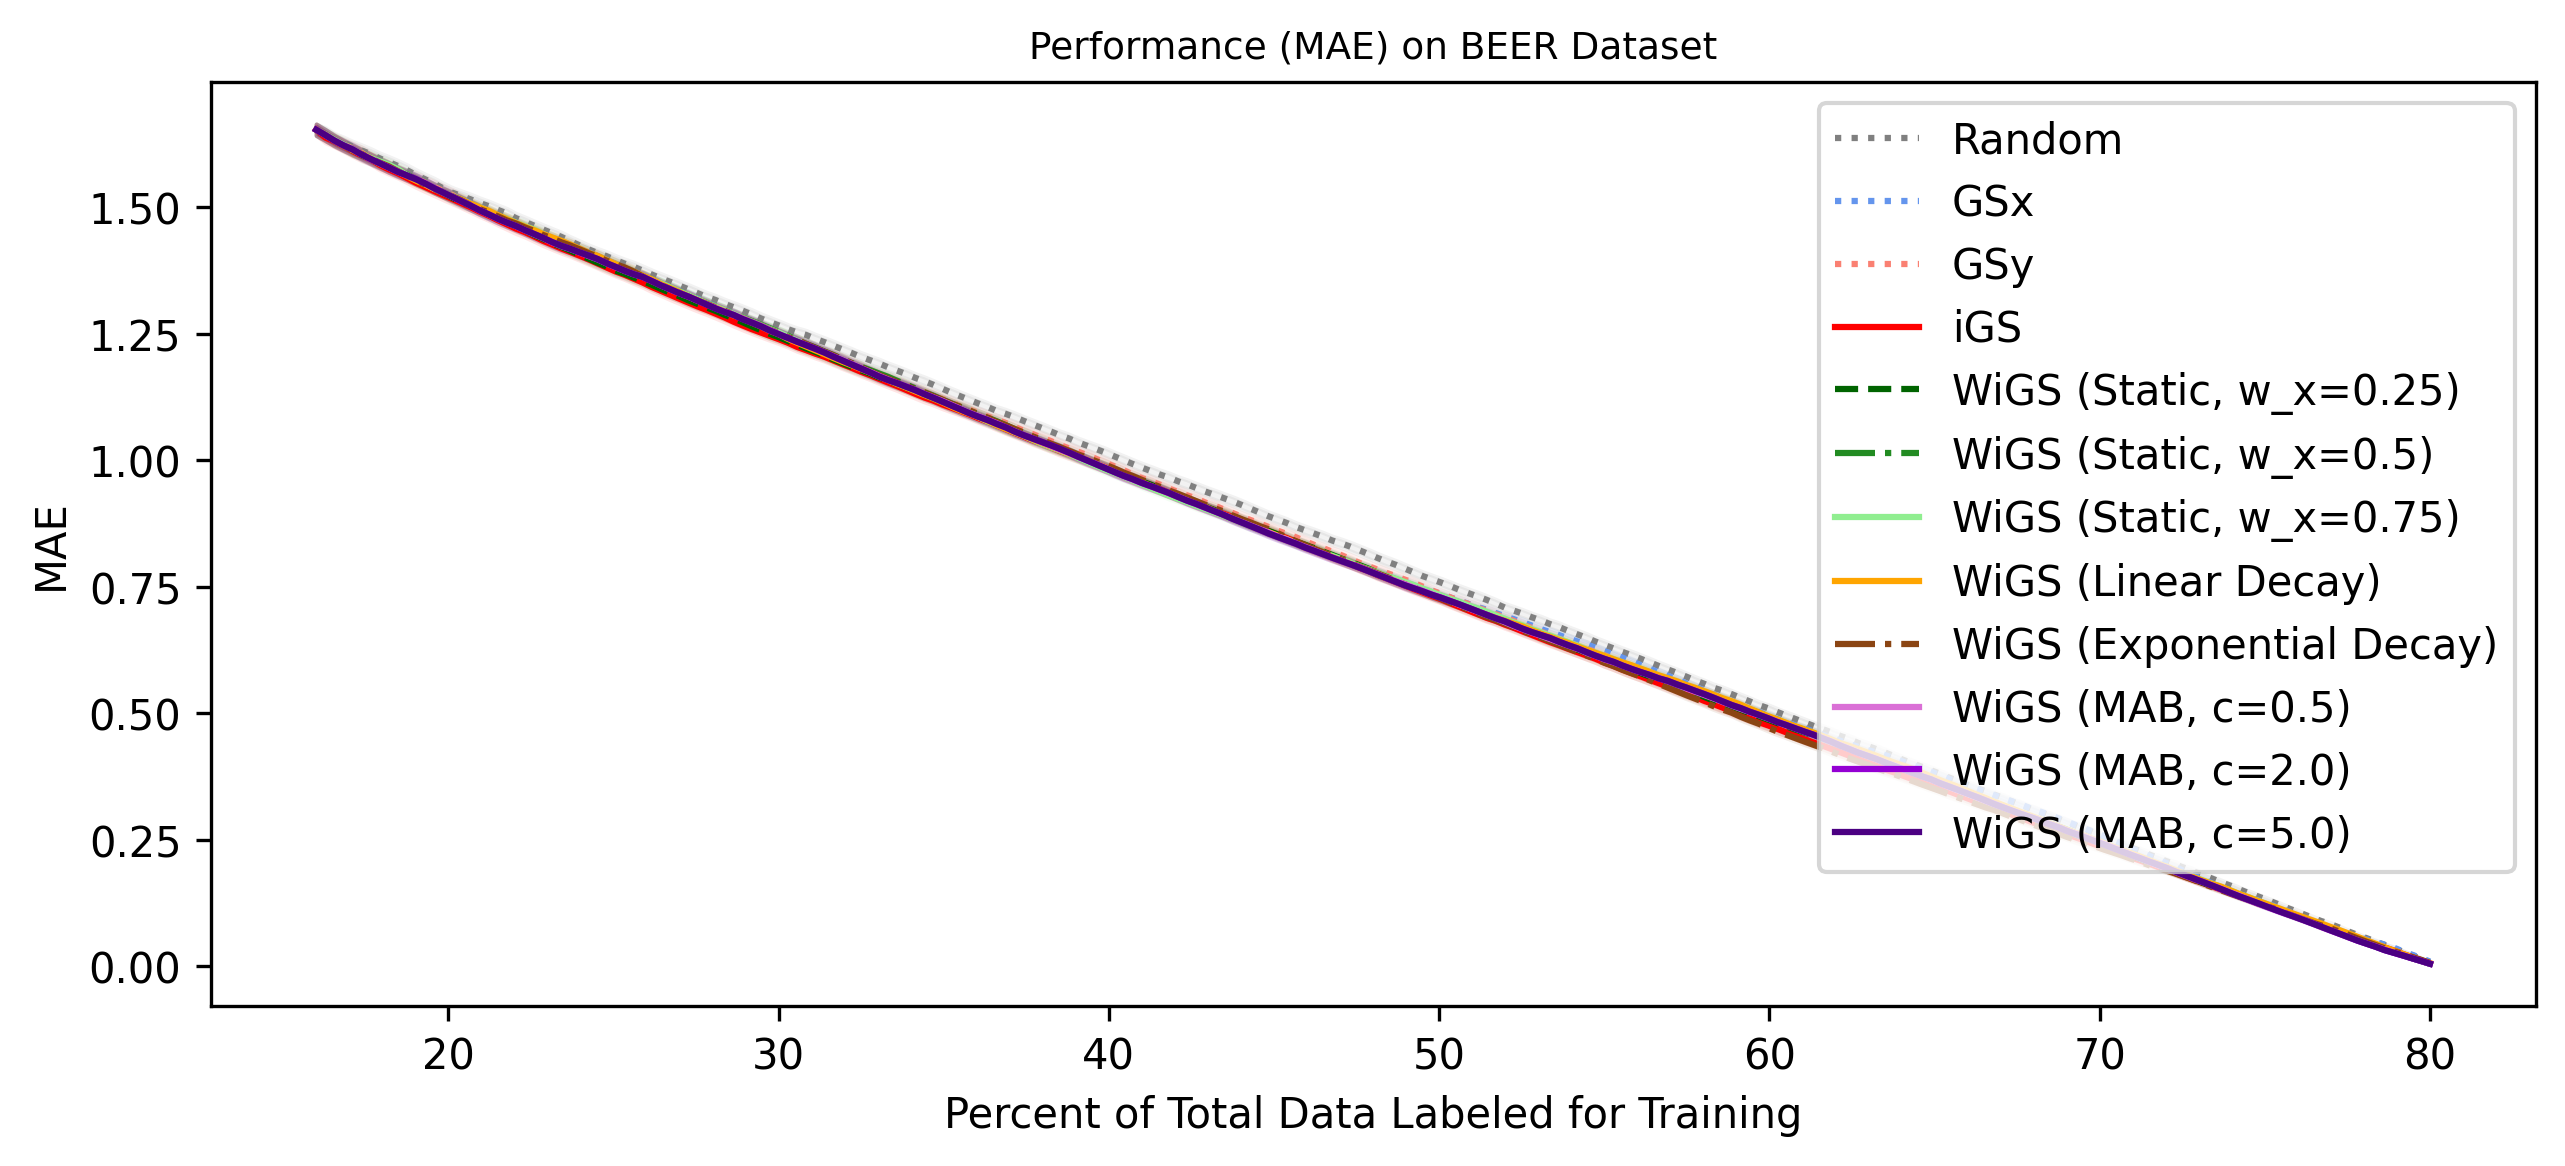 Performance (MAE) on BEER Dataset
MAE
1.50
1.25
1.00
0.75
0.50
0.25
0.00
Random
GSx
GSy
iGS
WiGS (Static, w_x=0.25)
WiGS (Static, w_x=0.5)
WiGS (Static, w_x=0.75)
WiGS (Linear Decay)
WiGS (Exponential Decay)
WiGS (MAB, c=0.5)
WiGS (MAB, c=2.0)
WiGS (MAB, c=5.0)
20 30 40 50 60 70 80
Percent of Total Data Labeled for Training